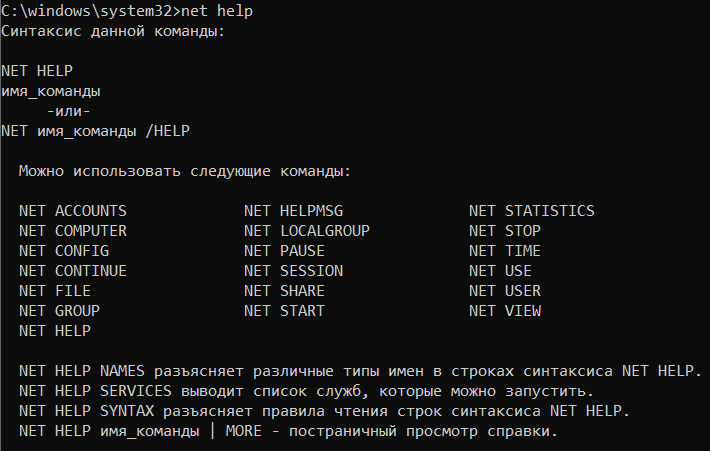 C:\windows\system32>net help
Синтаксис данной команды:
NET HELP
имя_команды
-или-
NET имя_команды /HELP
Можно использовать следующие команды:
NET ACCOUNTS NET HELPMSG NET STATISTICS
NET COMPUTER NET LOCALGROUP NET STOP
NET CONFIG NET PAUSE NET TIME
NET CONTINUE NET SESSION NET USE
NET FILE NET SHARE NET USER
NET GROUP NET START NET VIEW
NET HELP
NET HELP NAMES разъясняет различные типы имен в строках синтаксиса NET HELP.
NET HELP SERVICES выводит список служб, которые можно запустить.
NET HELP SYNTAX разъясняет правила чтения строк синтаксиса NET HELP.
NET HELP имя_команды | MORE - постраничный просмотр справки.